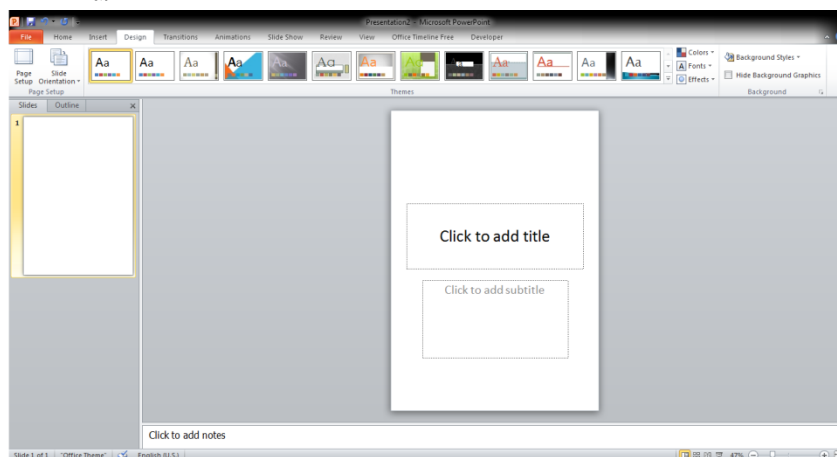 Presentation2 - Microsoft PowerPoint
File Home Insert Design Transitions Animations Slide Show Review View Office Timeline Free Developer
Page Setup
Slide Orientation
Aa Aa Aa Aa Aa Aa Aa Aa Aa Aa Aa Aa
Colors
Fonts
Effects
Background Styles
Hide Background Graphics
Page Setup Themes Background
Slides Outline
1
Click to add title
Click to add subtitle
Click to add notes
Slide 1 of 1 "Office Theme" English (U.S.) 47%